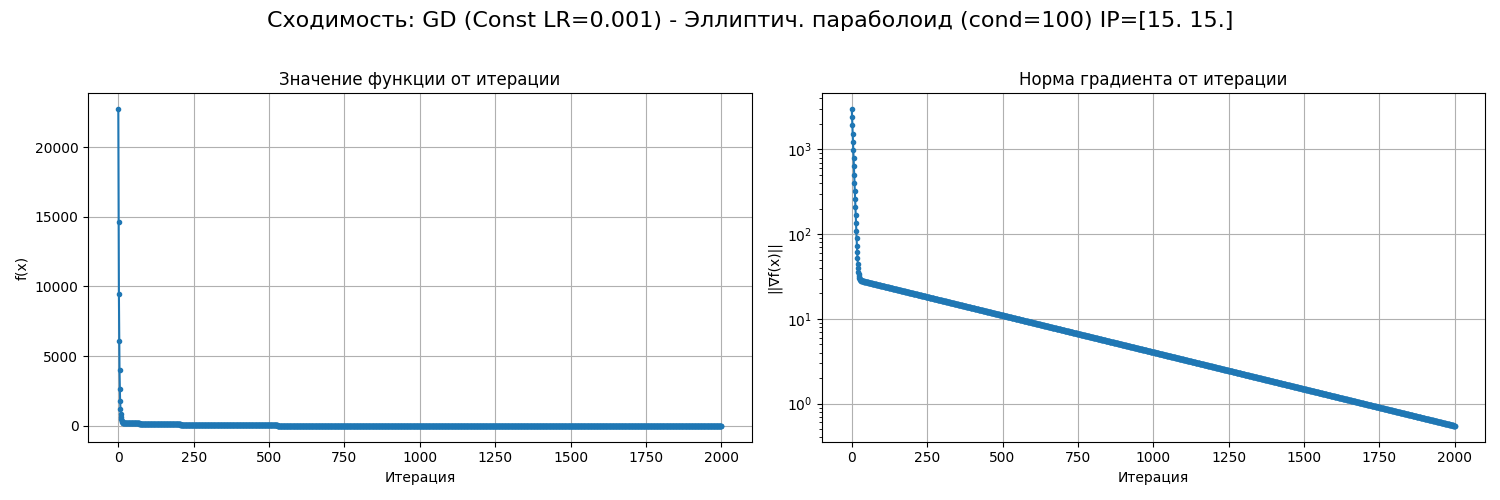 Сходимость: GD (Const LR=0.001) - Эллиптич. параболоид (cond=100) IP=[15. 15.]
Значение функции от итерации
f(x)
20000
15000
10000
5000
0
0 250 500 750 1000 1250 1500 1750 2000
Итерация
Норма градиента от итерации
||∇f(x)||
10³
10²
10¹
10⁰
0 250 500 750 1000 1250 1500 1750 2000
Итерация